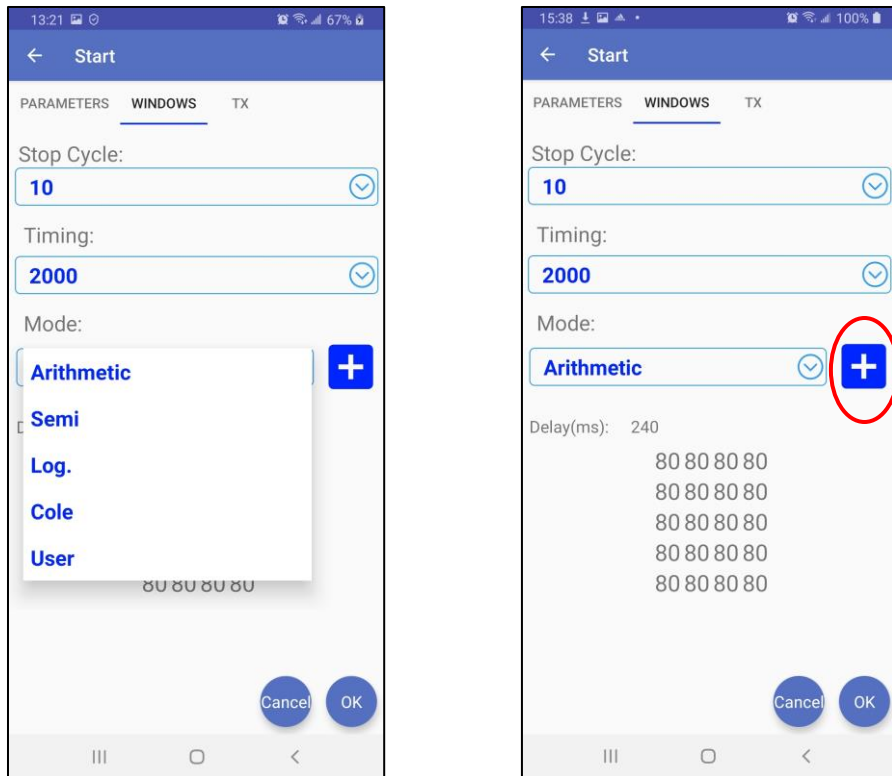 13:21 67%
Start
PARAMETERS WINDOWS TX
Stop Cycle:
10
Timing:
2000
Mode:
Arithmetic
Semi
Log.
Cole
User
80 80 80 80
Cancel OK
15:38 100%
Start
PARAMETERS WINDOWS TX
Stop Cycle:
10
Timing:
2000
Mode:
Arithmetic
Delay(ms): 240
80 80 80 80
80 80 80 80
80 80 80 80
80 80 80 80
80 80 80 80
Cancel OK